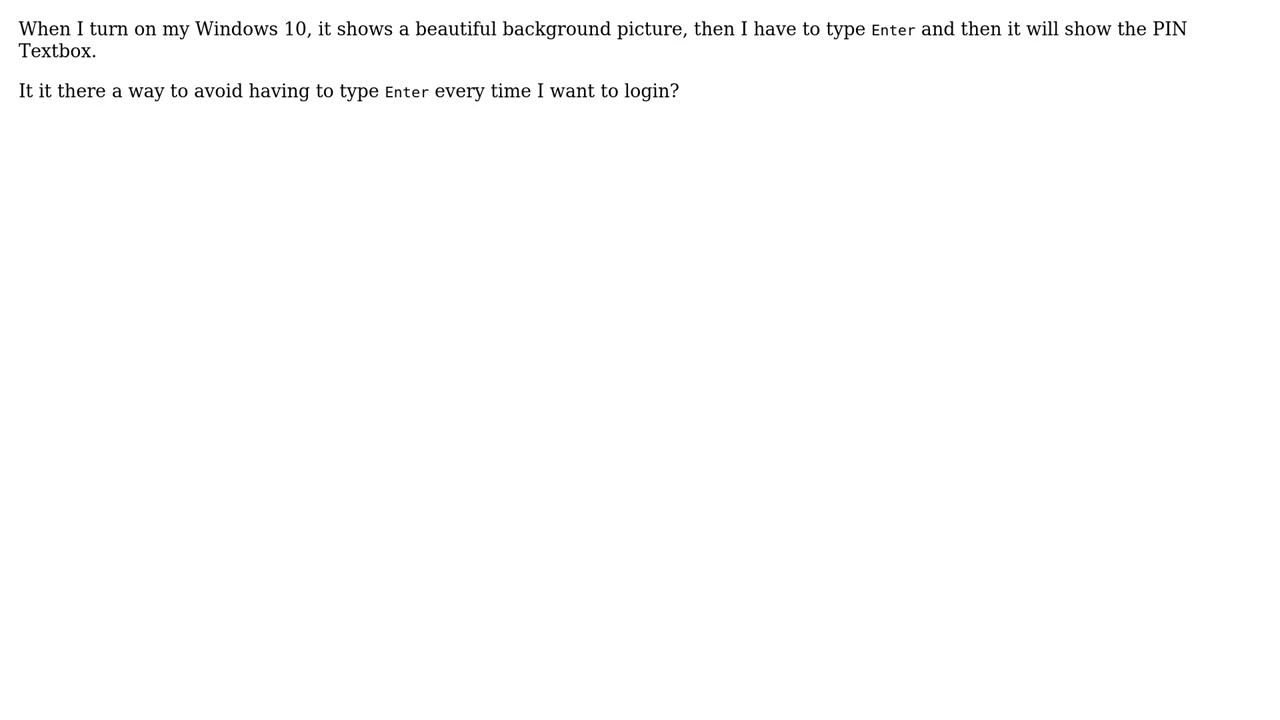 When I turn on my Windows 10, it shows a beautiful background picture, then I have to type Enter and then it will show the PIN
Textbox.
It it there a way to avoid having to type Enter every time I want to login?